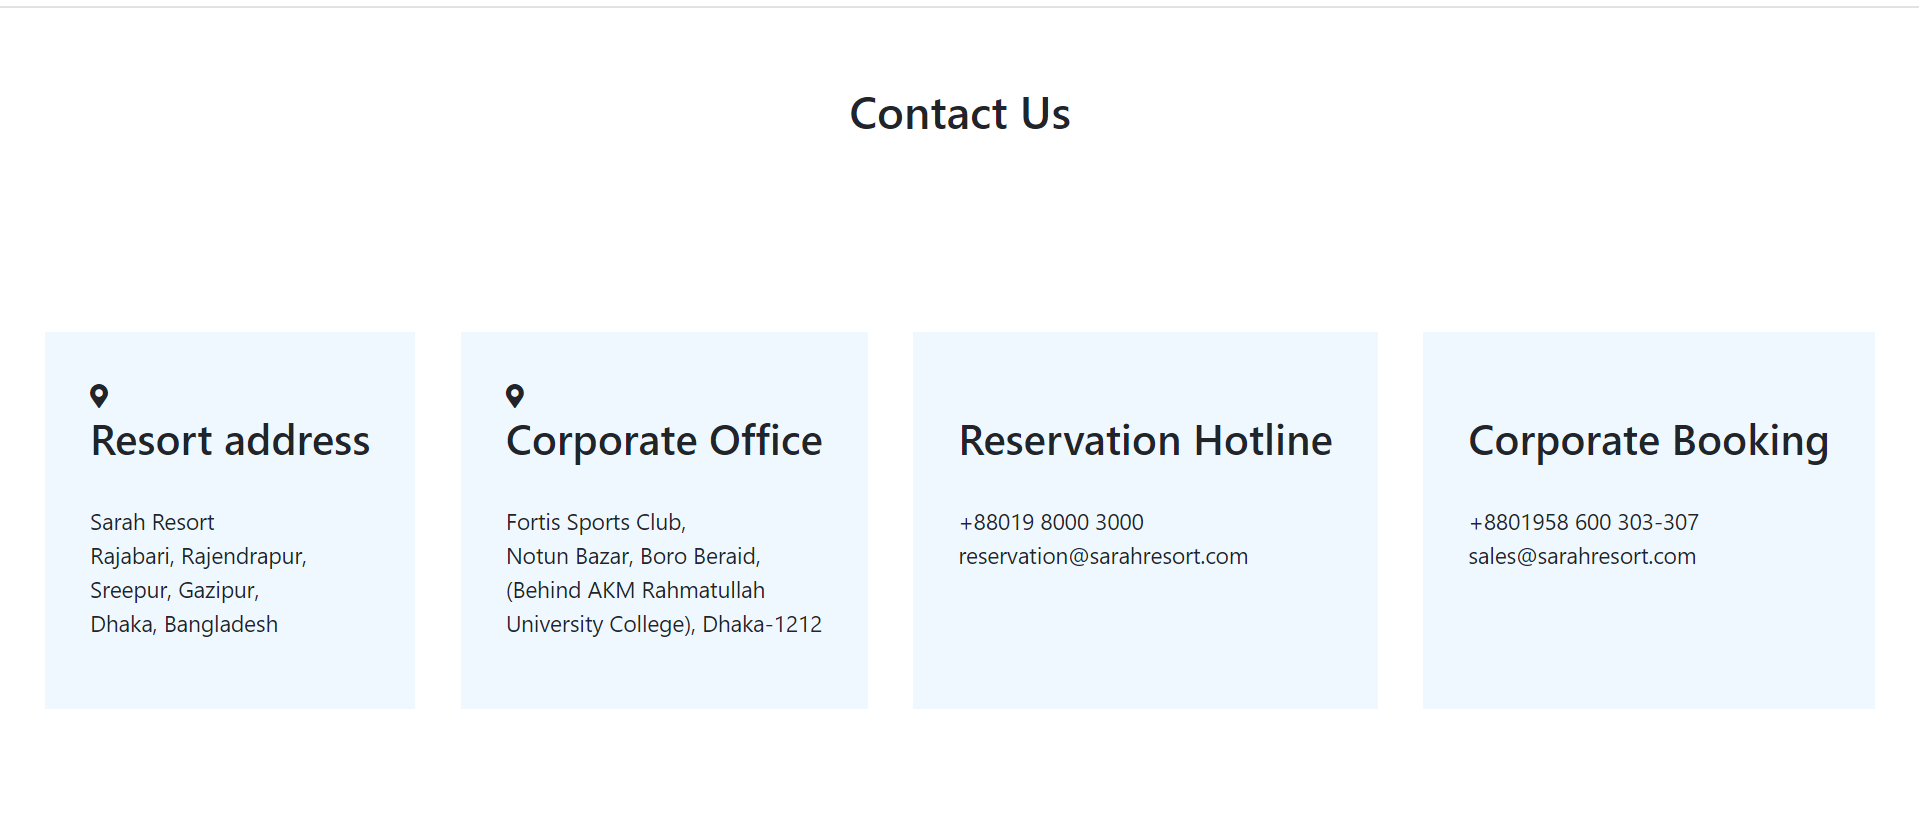 Contact Us
Resort address
Sarah Resort
Rajabari, Rajendrapur,
Sreepur, Gazipur,
Dhaka, Bangladesh
Corporate Office
Fortis Sports Club,
Notun Bazar, Boro Beraid,
(Behind AKM Rahmatullah
University College), Dhaka-1212
Reservation Hotline
+88019 8000 3000
reservation@sarahresort.com
Corporate Booking
+8801958 600 303-307
sales@sarahresort.com